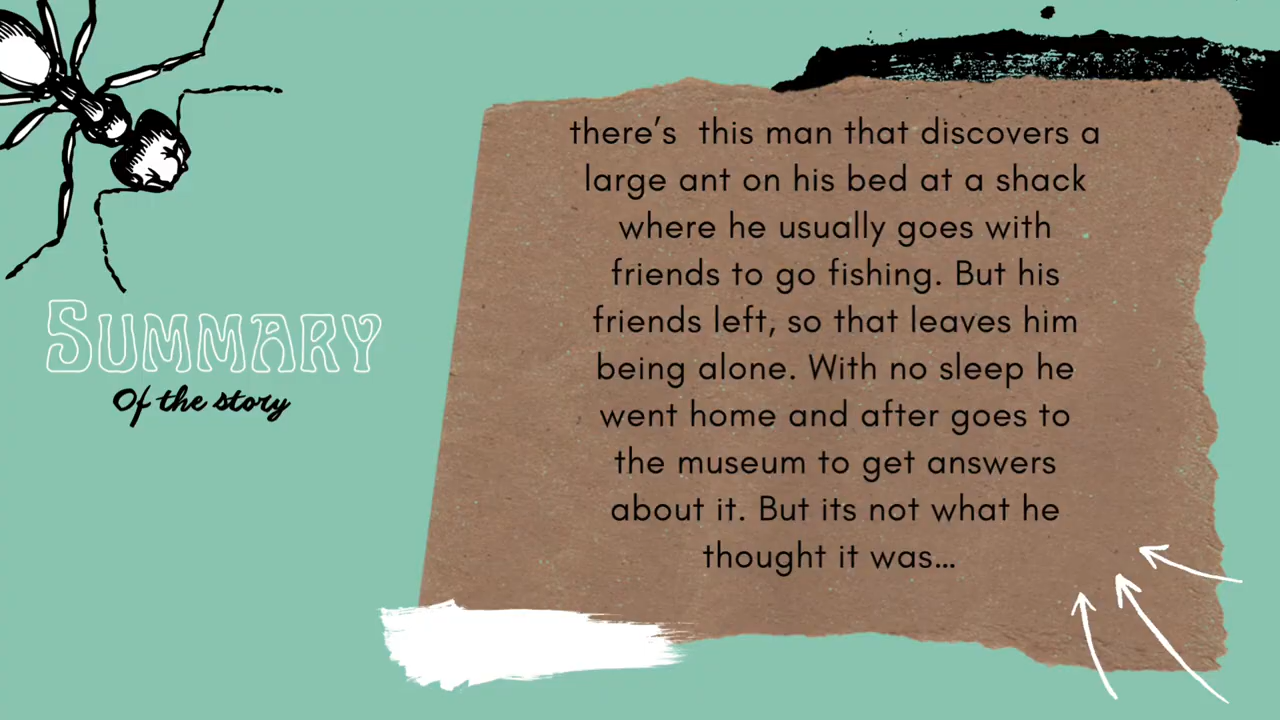 SUMMARY
Of the story
there's  this man that discovers a
large ant on his bed at a shack
where he usually goes with
friends to go fishing. But his
friends left, so that leaves him
being alone. With no sleep he
went home and after goes to
the museum to get answers
about it. But its not what he
thought it was...